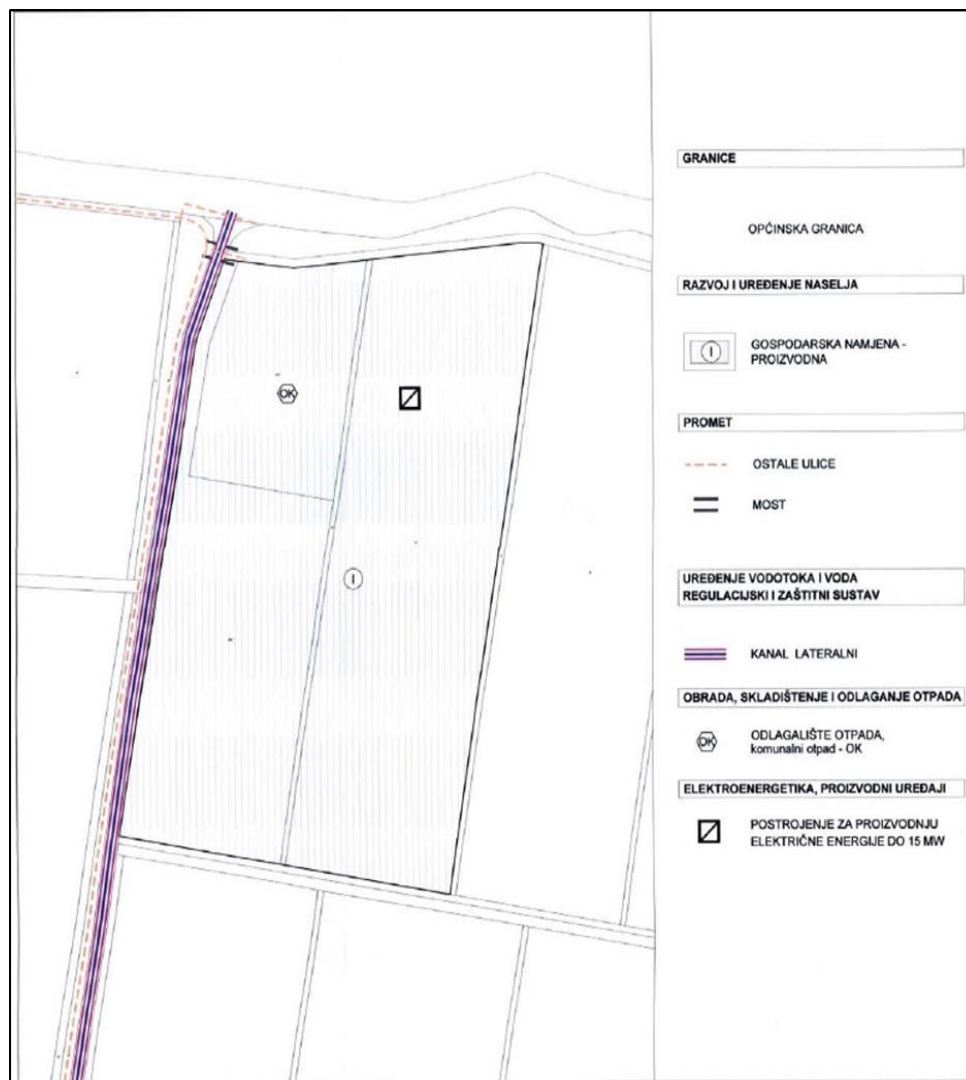 OK
I
GRANICE
OPĆINSKA GRANICA
RAZVOJ I UREĐENJE NASELJA
I
GOSPODARSKA NAMJENA -
PROIZVODNA
PROMET
OSTALE ULICE
MOST
UREĐENJE VODOTOKA I VODA
REGULACIJSKI I ZAŠTITNI SUSTAV
KANAL LATERALNI
OBRADA, SKLADIŠTENJE I ODLAGANJE OTPADA
OK
ODLAGALIŠTE OTPADA,
komunalni otpad - OK
ELEKTROENERGETIKA, PROIZVODNI UREĐAJI
POSTROJENJE ZA PROIZVODNJU
ELEKTRIČNE ENERGIJE DO 15 MW